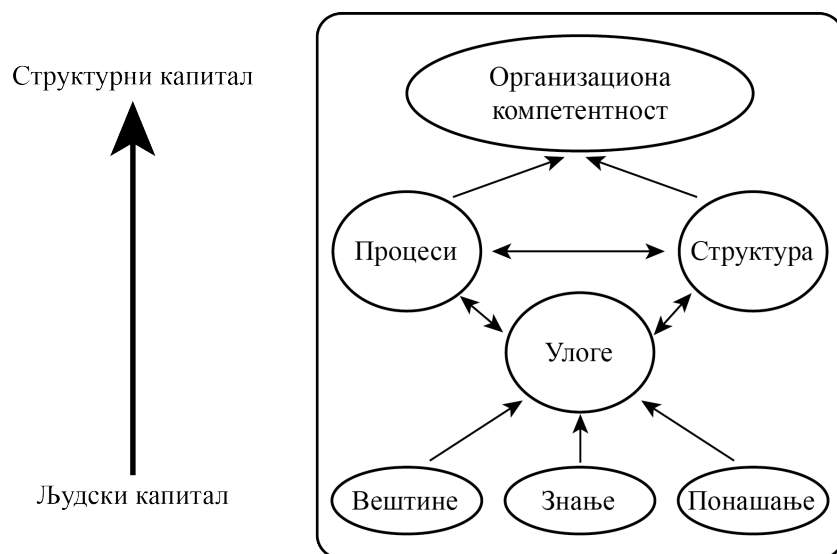 Структурни капитал
Људски капитал
Организациона
компетентност
Процеси
Структура
Улоге
Вештине
Знање
Понашање